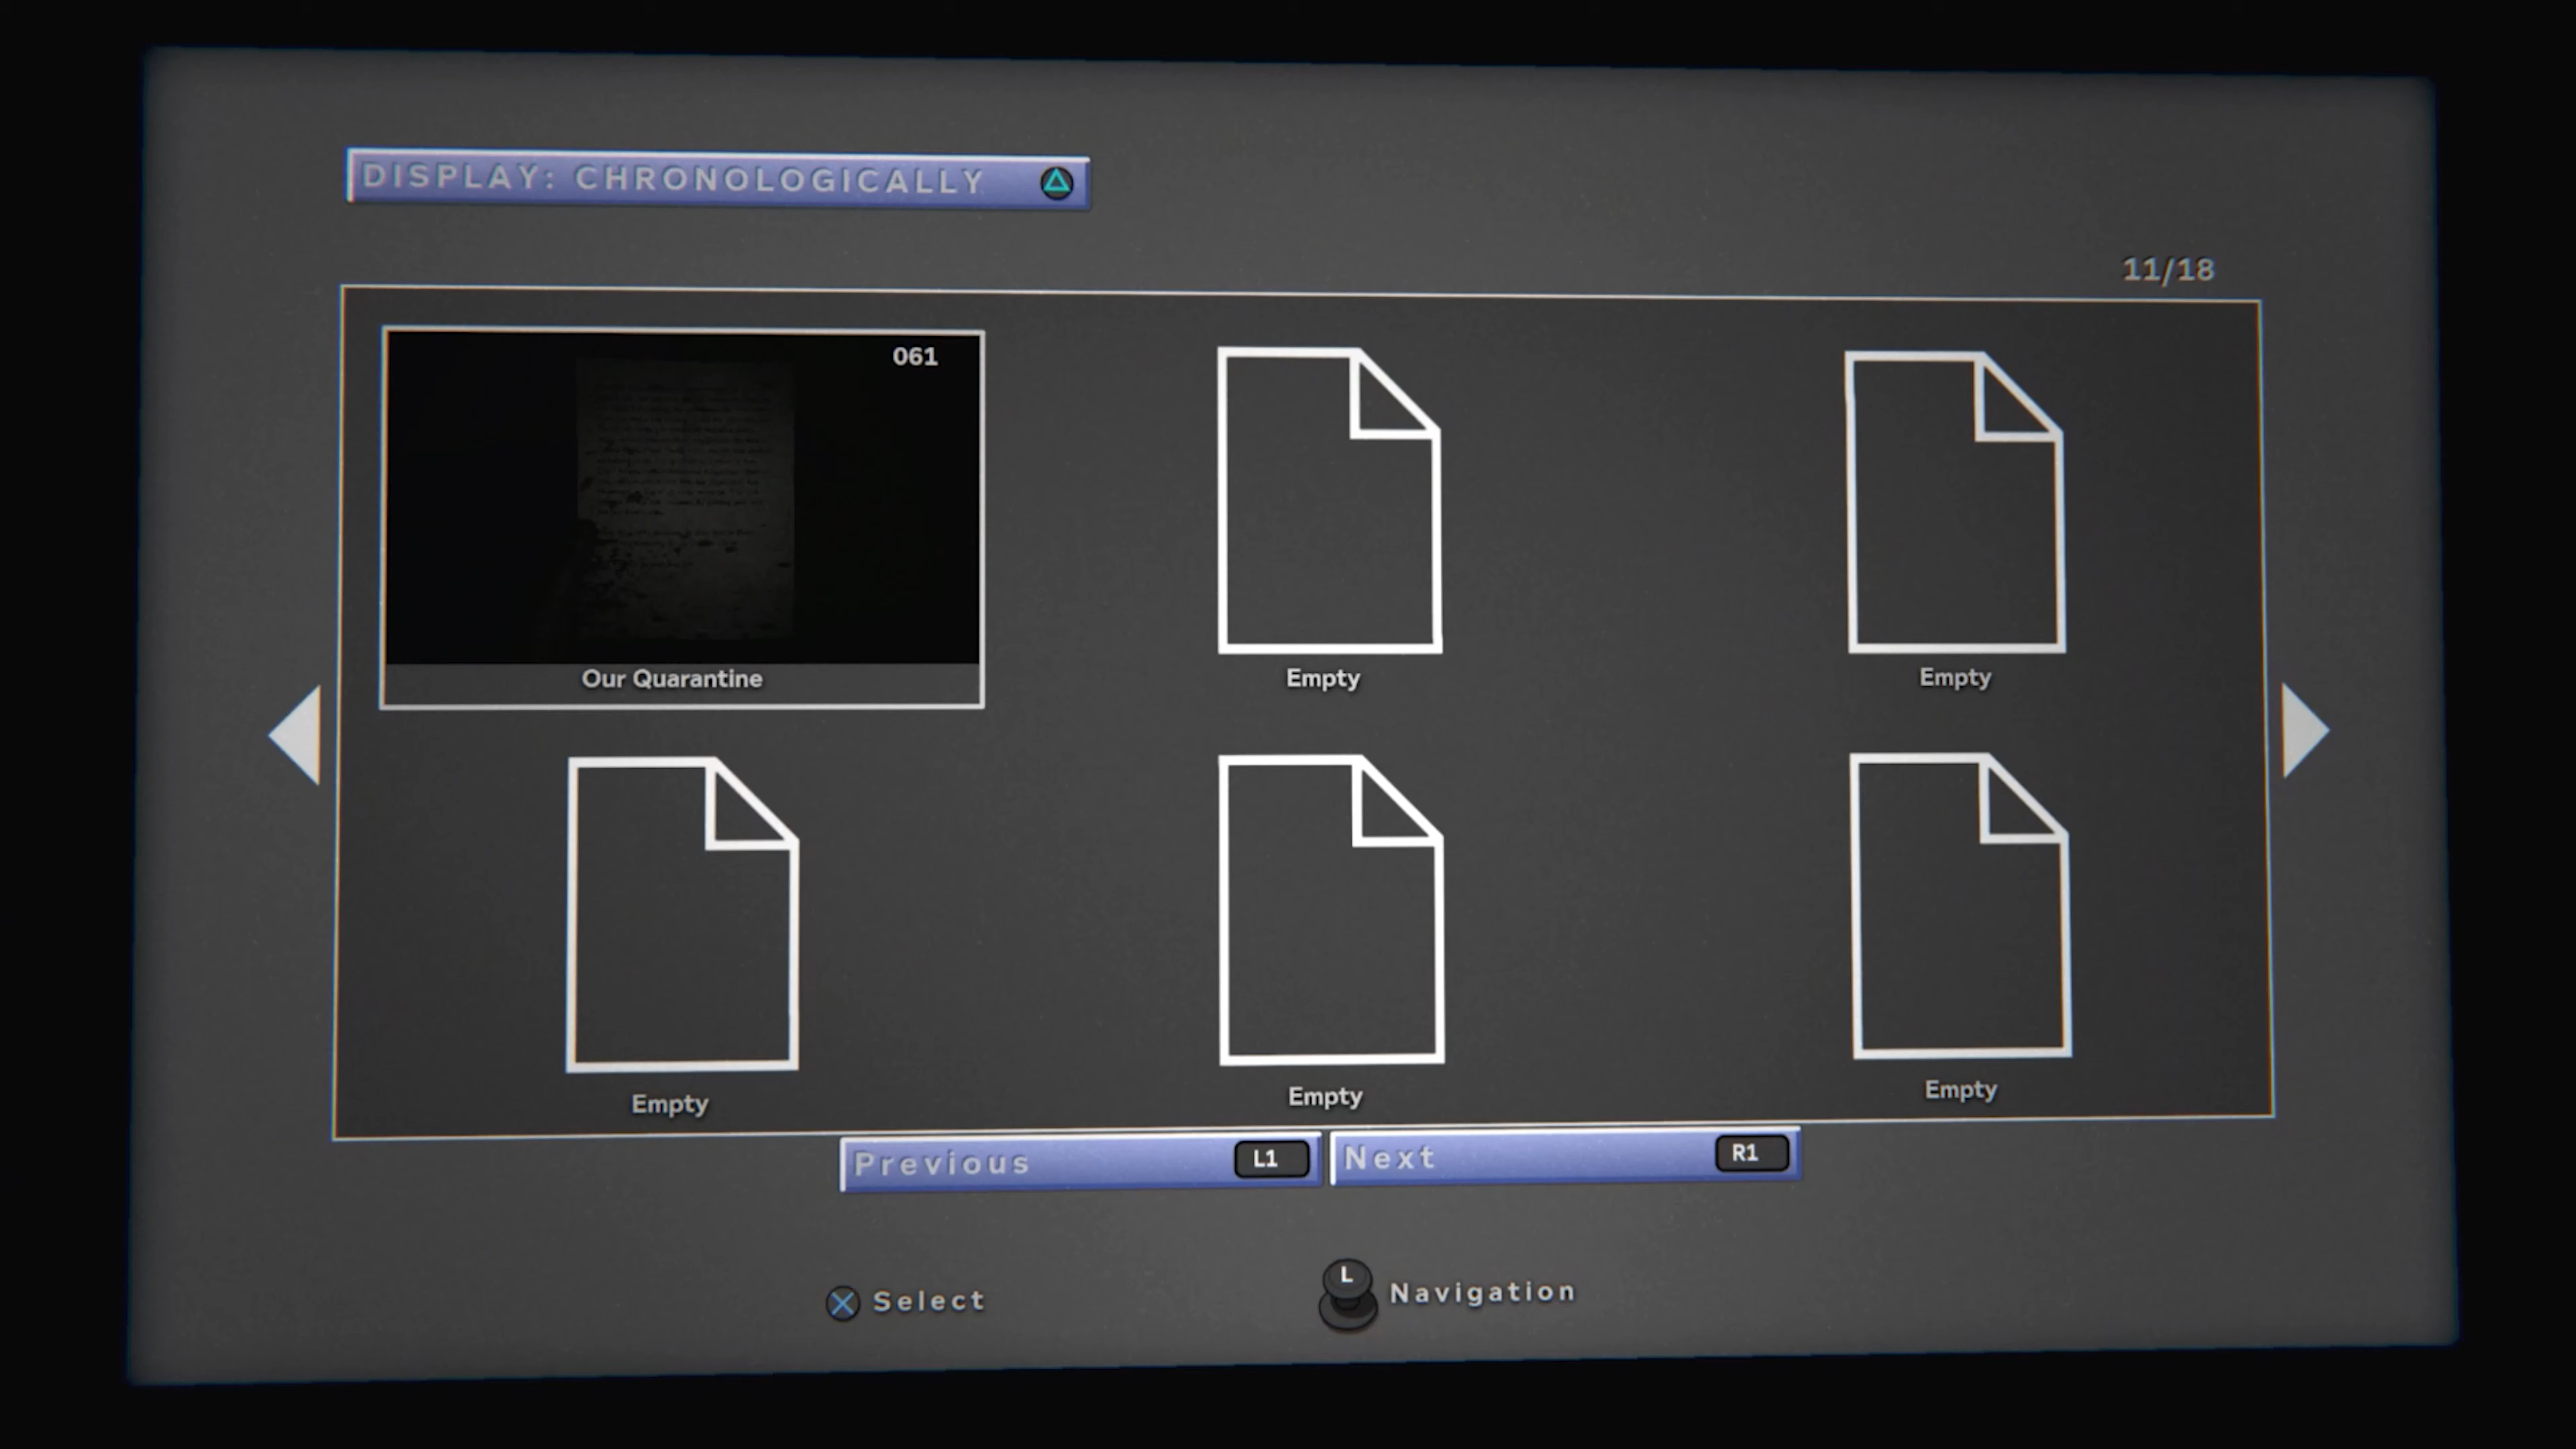 DISPLAY: CHRONOLOGICALLY
11/18
061
Our Quarantine
Empty
Empty
Empty
Empty
Empty
Previous L1
Next R1
Select
L Navigation